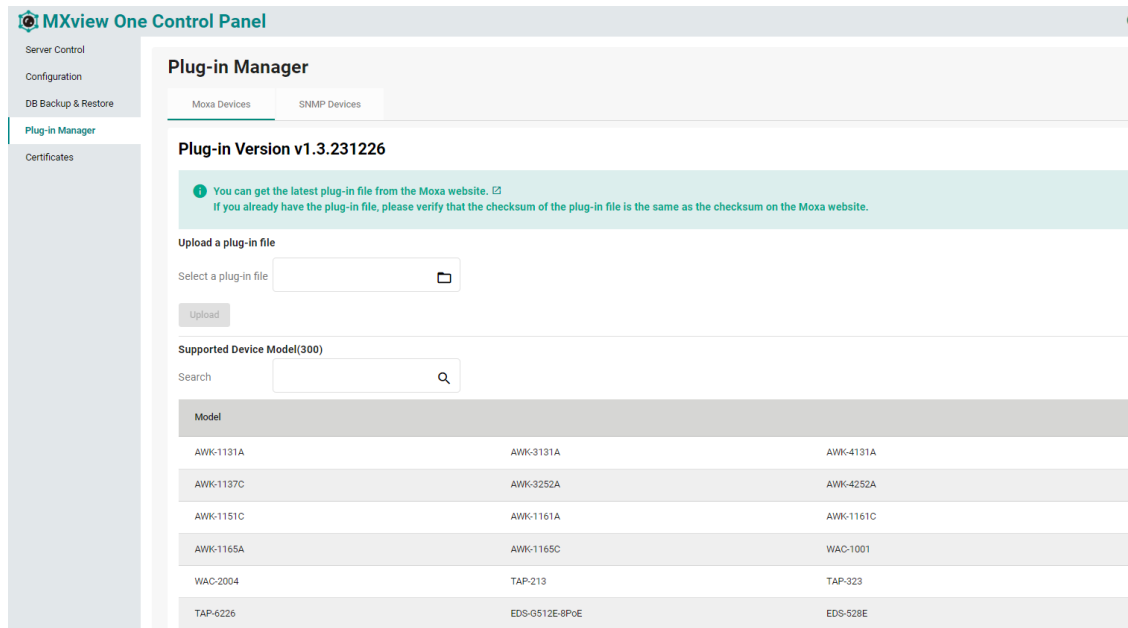 MXview One Control Panel
Server Control
Configuration
DB Backup & Restore
Plug-in Manager
Certificates
Plug-in Manager
Moxa Devices
SNMP Devices
Plug-in Version v1.3.231226
You can get the latest plug-in file from the Moxa website.
If you already have the plug-in file, please verify that the checksum of the plug-in file is the same as the checksum on the Moxa website.
Upload a plug-in file
Select a plug-in file
Upload
Supported Device Model(300)
Search
Model
AWK-1131A AWK-3131A AWK-4131A
AWK-1137C AWK-3252A AWK-4252A
AWK-1151C AWK-1161A AWK-1161C
AWK-1165A AWK-1165C WAC-1001
WAC-2004 TAP-213 TAP-323
TAP-6226 EDS-G512E-8PoE EDS-528E